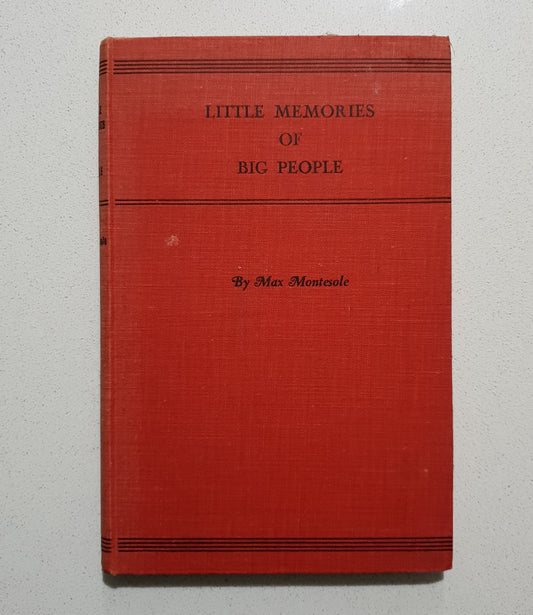 LITTLE MEMORIES
OF
BIG PEOPLE
By Max Montesole